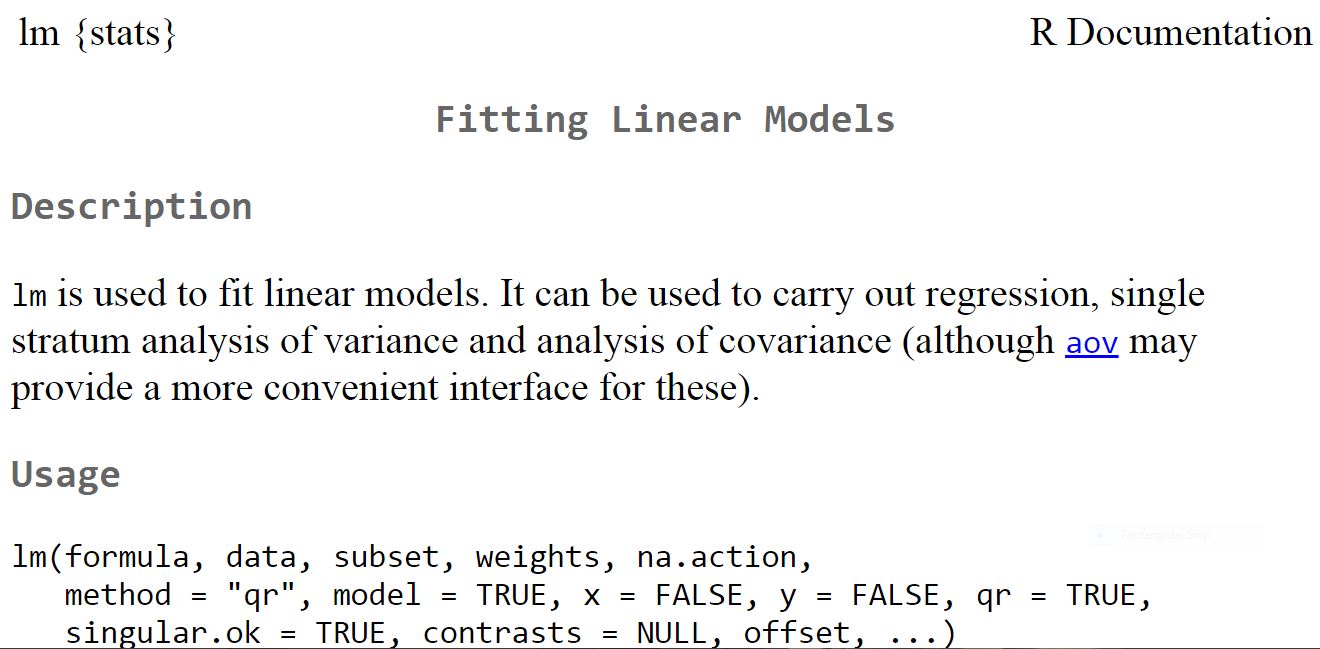 lm {stats}
R Documentation
Fitting Linear Models
Description
lm is used to fit linear models. It can be used to carry out regression, single
stratum analysis of variance and analysis of covariance (although aov may
provide a more convenient interface for these).
Usage
Rectangular Snip
lm(formula, data, subset, weights, na.action,
method = "qr", model = TRUE, x = FALSE, y = FALSE, qr = TRUE,
singular.ok = TRUE, contrasts = NULL, offset, ...)